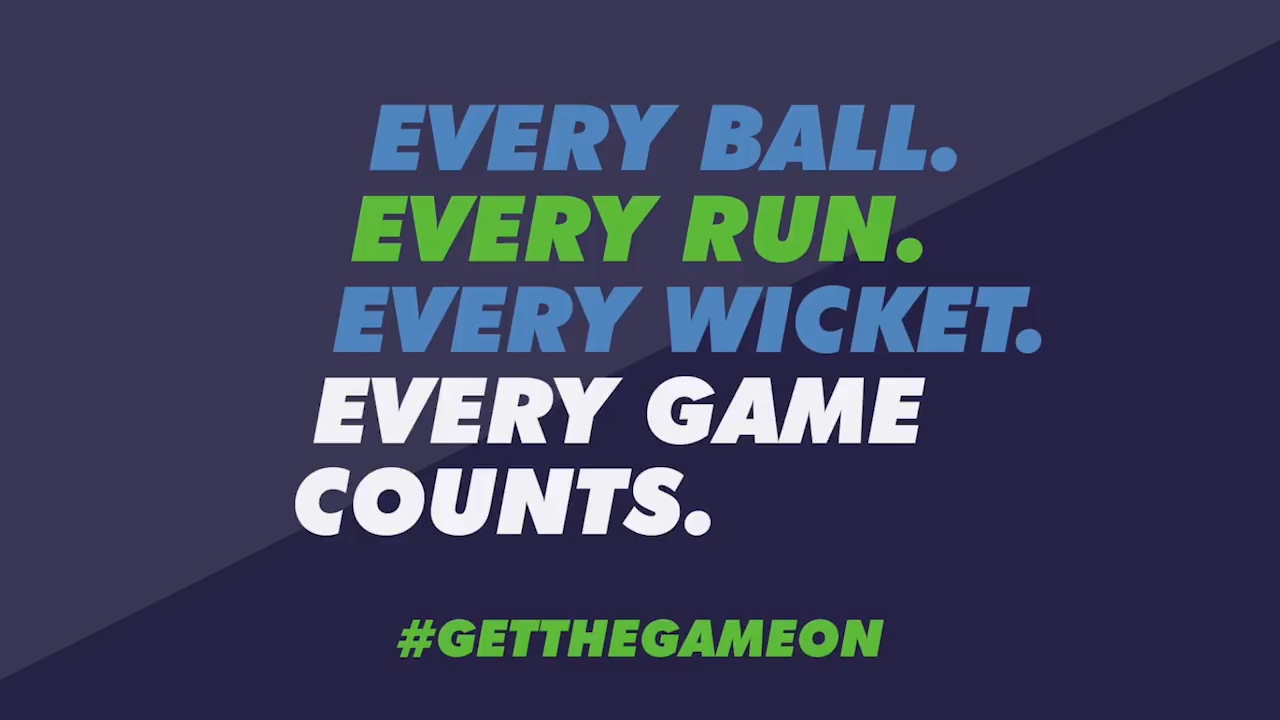 EVERY BALL.
EVERY RUN.
EVERY WICKET.
EVERY GAME
COUNTS.
#GETTHEGAMEON